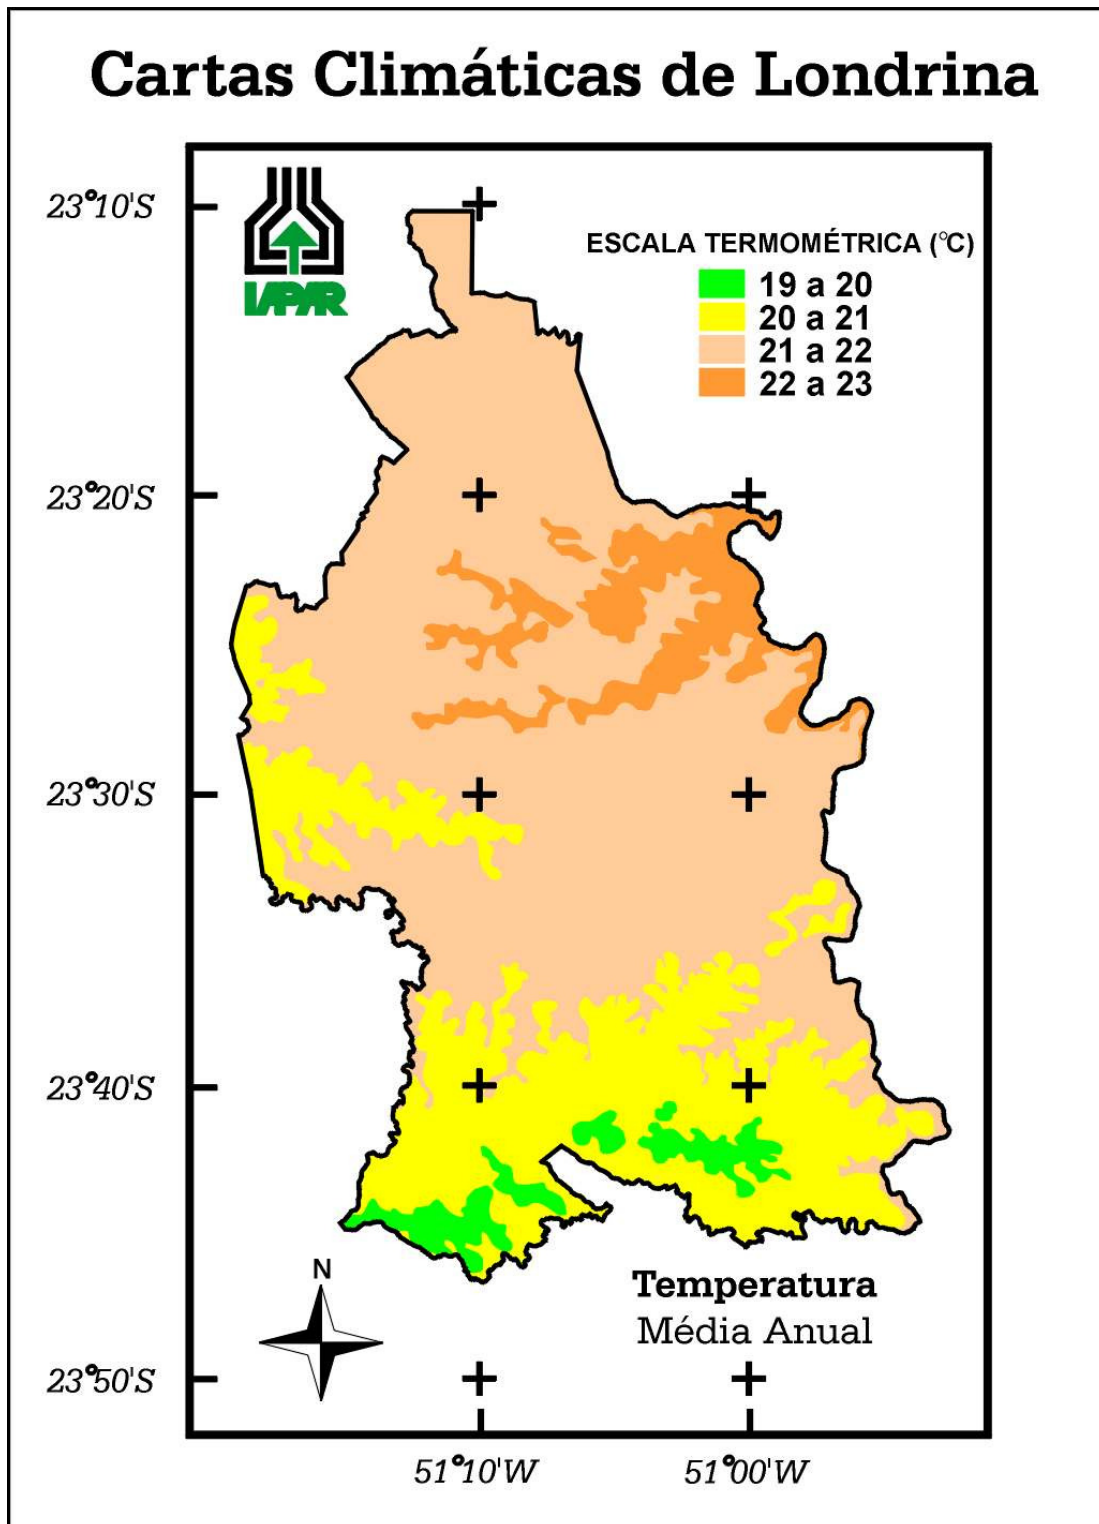 Cartas Climáticas de Londrina
23°10'S
IAPAR
ESCALA TERMOMÉTRICA (°C)
19 a 20
20 a 21
21 a 22
22 a 23
23°20'S
23°30'S
23°40'S
N
Temperatura
Média Anual
23°50'S
51°10'W 51°00'W